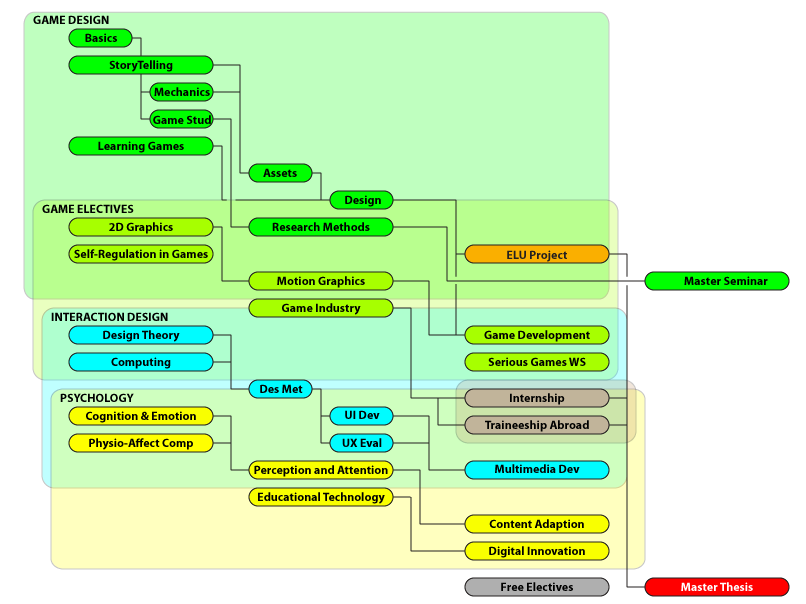 GAME DESIGN
Basics
StoryTelling
Mechanics
Game Stud
Learning Games
Assets
Design
GAME ELECTIVES
2D Graphics
Research Methods
Self-Regulation in Games
ELU Project
Motion Graphics
Master Seminar
Game Industry
INTERACTION DESIGN
Design Theory
Game Development
Computing
Serious Games WS
Des Met
PSYCHOLOGY
Internship
Cognition & Emotion
UI Dev
Traineeship Abroad
Physio-Affect Comp
UX Eval
Perception and Attention
Multimedia Dev
Educational Technology
Content Adaption
Digital Innovation
Free Electives
Master Thesis